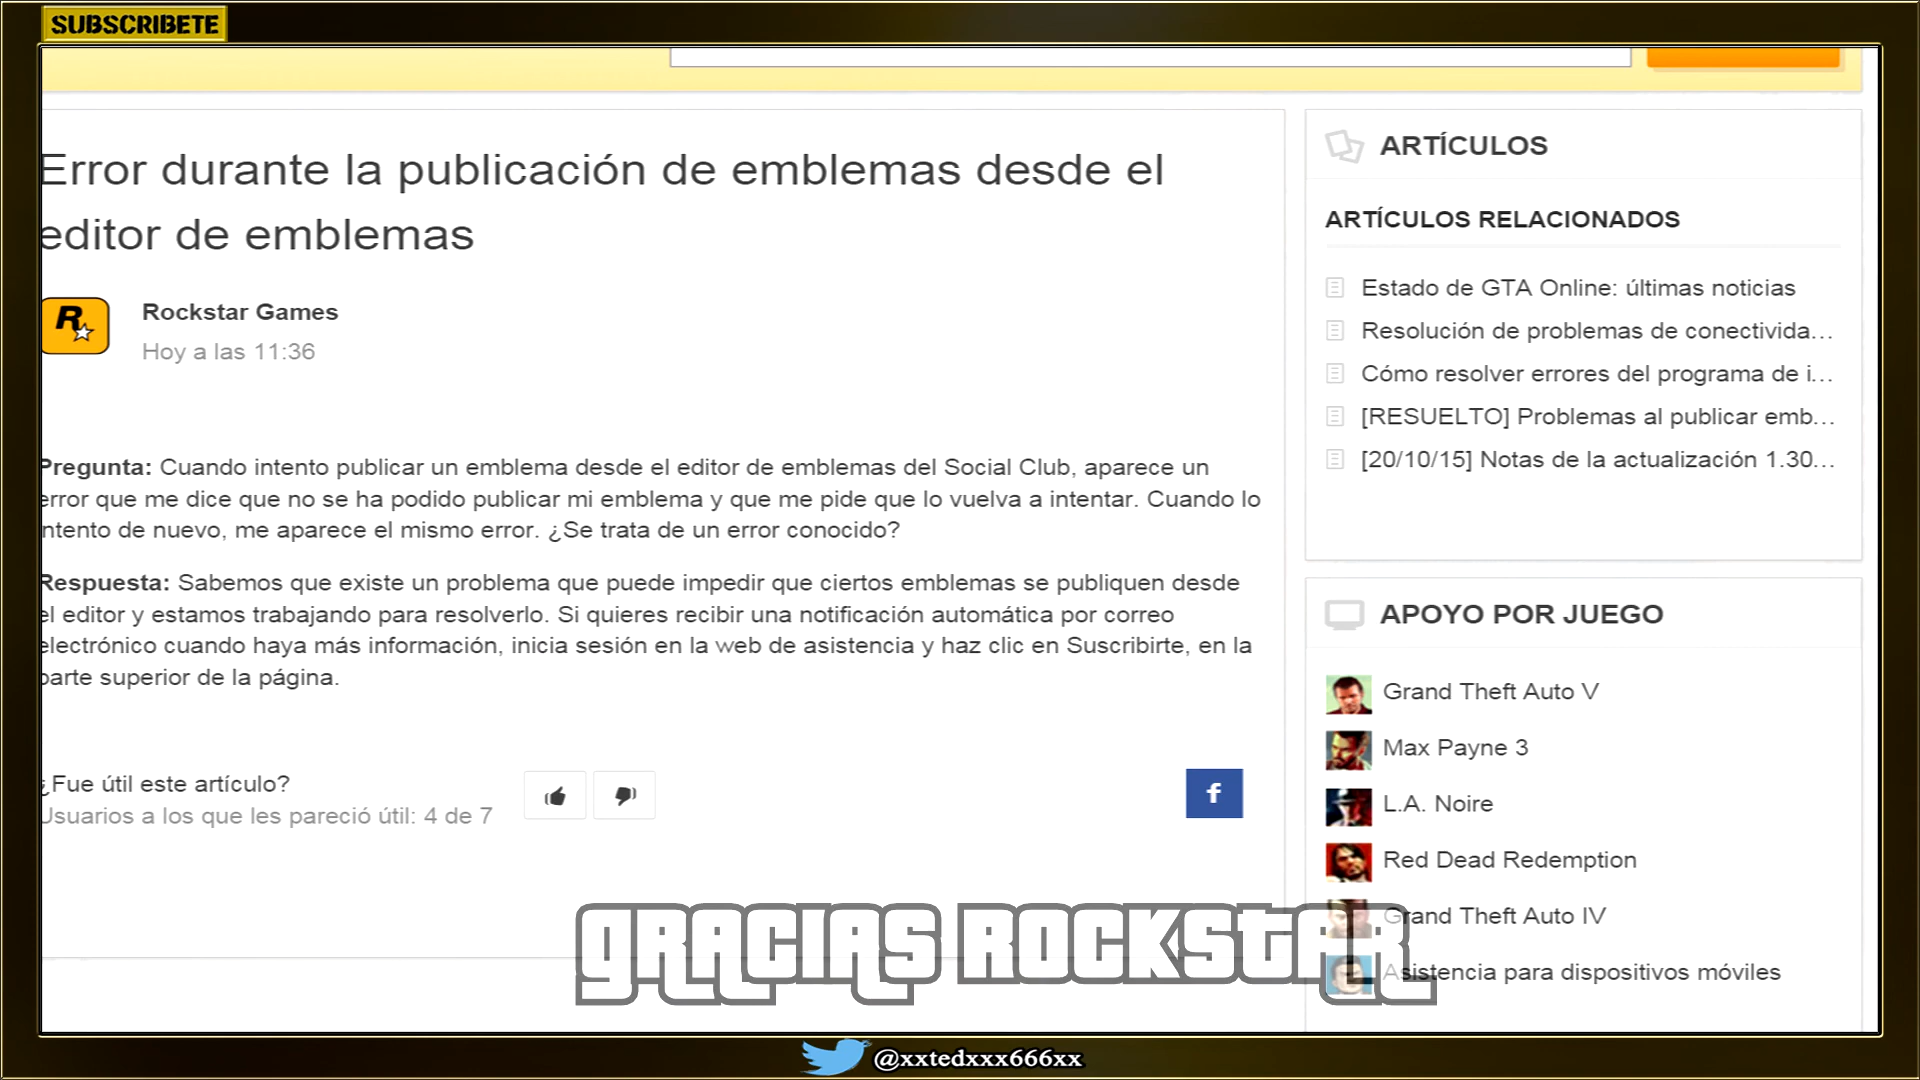 SUBSCRIBETE
Error durante la publicación de emblemas desde el
editor de emblemas
R
Rockstar Games
Hoy a las 11:36
Pregunta: Cuando intento publicar un emblema desde el editor de emblemas del Social Club, aparece un
error que me dice que no se ha podido publicar mi emblema y que me pide que lo vuelva a intentar. Cuando lo
intento de nuevo, me aparece el mismo error. ¿Se trata de un error conocido?
Respuesta: Sabemos que existe un problema que puede impedir que ciertos emblemas se publiquen desde
el editor y estamos trabajando para resolverlo. Si quieres recibir una notificación automática por correo
electrónico cuando haya más información, inicia sesión en la web de asistencia y haz clic en Suscribirte, en la
parte superior de la página.
¿Fue útil este artículo?
Usuarios a los que les pareció útil: 4 de 7
f
ARTÍCULOS
ARTÍCULOS RELACIONADOS
Estado de GTA Online: últimas noticias
Resolución de problemas de conectivida...
Cómo resolver errores del programa de i...
[RESUELTO] Problemas al publicar emb...
[20/10/15] Notas de la actualización 1.30...
APOYO POR JUEGO
Grand Theft Auto V
Max Payne 3
L.A. Noire
Red Dead Redemption
Grand Theft Auto IV
Asistencia para dispositivos móviles
GRACIAS ROCKSTAR
@xxtedxxx666xx